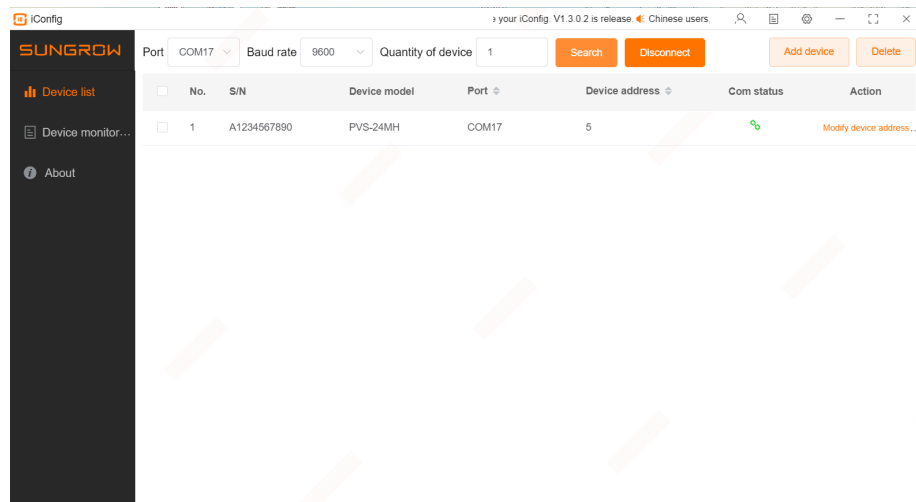 iConfig
your iConfig. V1.3.0.2 is release. Chinese users
SUNGROW
Port COM17 Baud rate 9600 Quantity of device 1 Search Disconnect Add device Delete
Device list
Device monitor...
About
No. S/N Device model Port Device address Com status Action
1 A1234567890 PVS-24MH COM17 5 Modify device address..